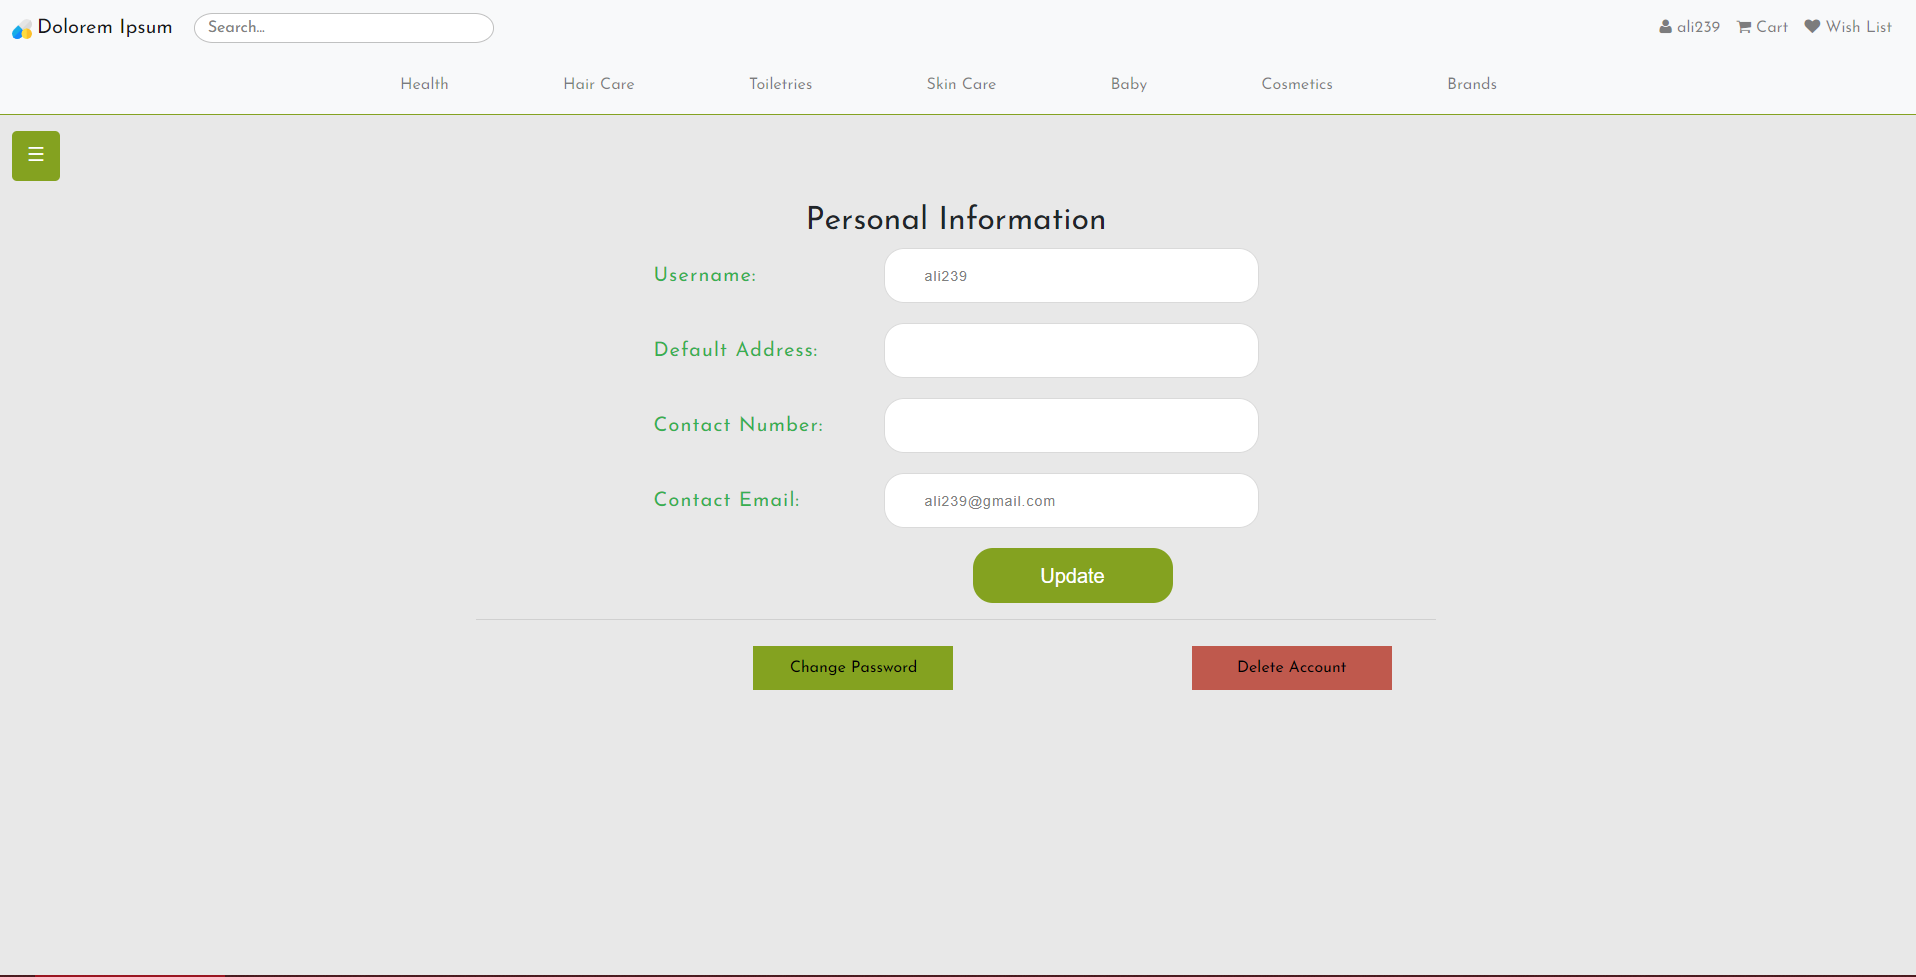 Dolorem Ipsum
Search...
ali239
Cart
Wish List
Health
Hair Care
Toiletries
Skin Care
Baby
Cosmetics
Brands
☰
Personal Information
Username:
ali239
Default Address:
Contact Number:
Contact Email:
ali239@gmail.com
Update
Change Password
Delete Account